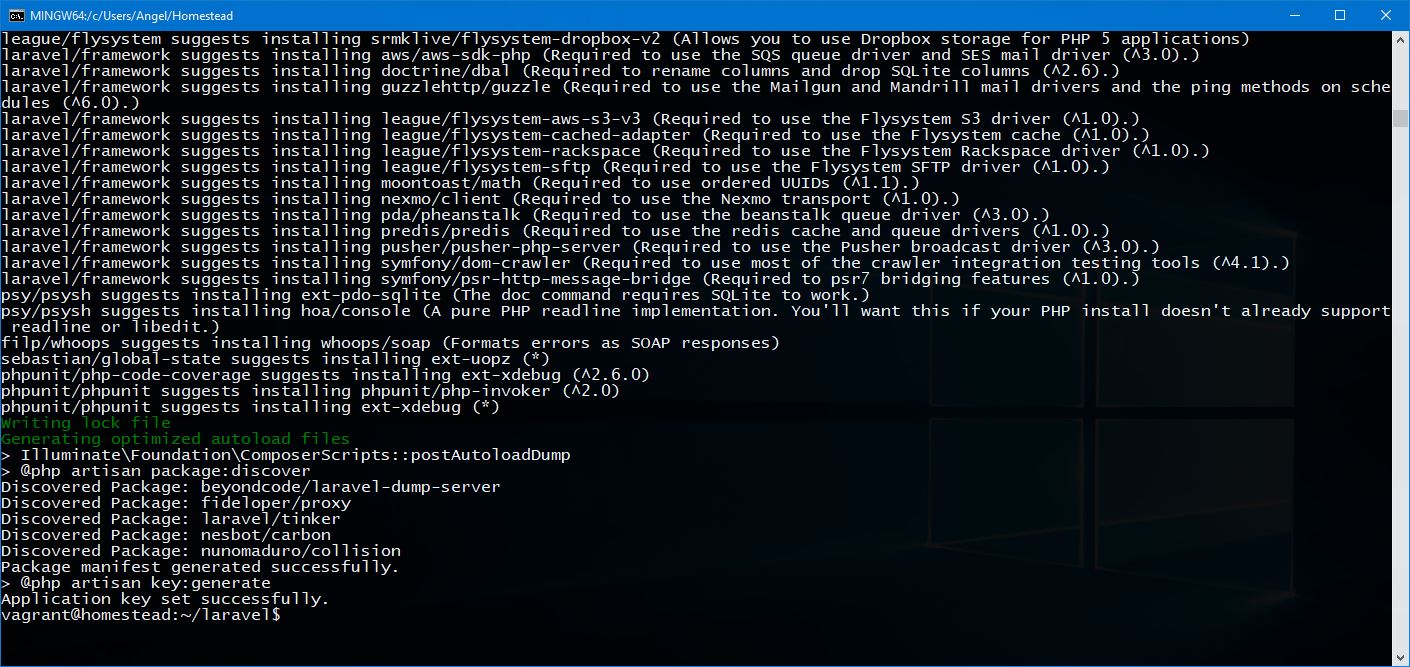 MINGW64:/c/Users/Angel/Homestead
league/flysystem suggests installing srmklive/flysystem-dropbox-v2 (Allows you to use Dropbox storage for PHP 5 applications)
laravel/framework suggests installing aws/aws-sdk-php (Required to use the SQS queue driver and SES mail driver (^3.0).)
laravel/framework suggests installing doctrine/dbal (Required to rename columns and drop SQLite columns (^2.6).)
laravel/framework suggests installing guzzlehttp/guzzle (Required to use the Mailgun and Mandrill mail drivers and the ping methods on sche
dules (^6.0).)
laravel/framework suggests installing league/flysystem-aws-s3-v3 (Required to use the Flysystem S3 driver (^1.0).)
laravel/framework suggests installing league/flysystem-cached-adapter (Required to use the Flysystem cache (^1.0).)
laravel/framework suggests installing league/flysystem-rackspace (Required to use the Flysystem Rackspace driver (^1.0).)
laravel/framework suggests installing league/flysystem-sftp (Required to use the Flysystem SFTP driver (^1.0).)
laravel/framework suggests installing moontoast/math (Required to use ordered UUIDs (^1.1).)
laravel/framework suggests installing nexmo/client (Required to use the Nexmo transport (^1.0).)
laravel/framework suggests installing pda/pheanstalk (Required to use the beanstalk queue driver (^3.0).)
laravel/framework suggests installing predis/predis (Required to use the redis cache and queue drivers (^1.0).)
laravel/framework suggests installing pusher/pusher-php-server (Required to use the Pusher broadcast driver (^3.0).)
laravel/framework suggests installing symfony/dom-crawler (Required to use most of the crawler integration testing tools (^4.1).)
laravel/framework suggests installing symfony/psr-http-message-bridge (Required to psr7 bridging features (^1.0).)
psy/psysh suggests installing ext-pdo-sqlite (The doc command requires SQLite to work.)
psy/psysh suggests installing hoa/console (A pure PHP readline implementation. You'll want this if your PHP install doesn't already support
 readline or libedit.)
filp/whoops suggests installing whoops/soap (Formats errors as SOAP responses)
sebastian/global-state suggests installing ext-uopz (*)
phpunit/php-code-coverage suggests installing ext-xdebug (^2.6.0)
phpunit/phpunit suggests installing phpunit/php-invoker (^2.0)
phpunit/phpunit suggests installing ext-xdebug (*)
Writing lock file
Generating optimized autoload files
> Illuminate\Foundation\ComposerScripts::postAutoloadDump
> @php artisan package:discover
Discovered Package: beyondcode/laravel-dump-server
Discovered Package: fideloper/proxy
Discovered Package: laravel/tinker
Discovered Package: nesbot/carbon
Discovered Package: nunomaduro/collision
Package manifest generated successfully.
> @php artisan key:generate
Application key set successfully.
vagrant@homestead:~/laravel$